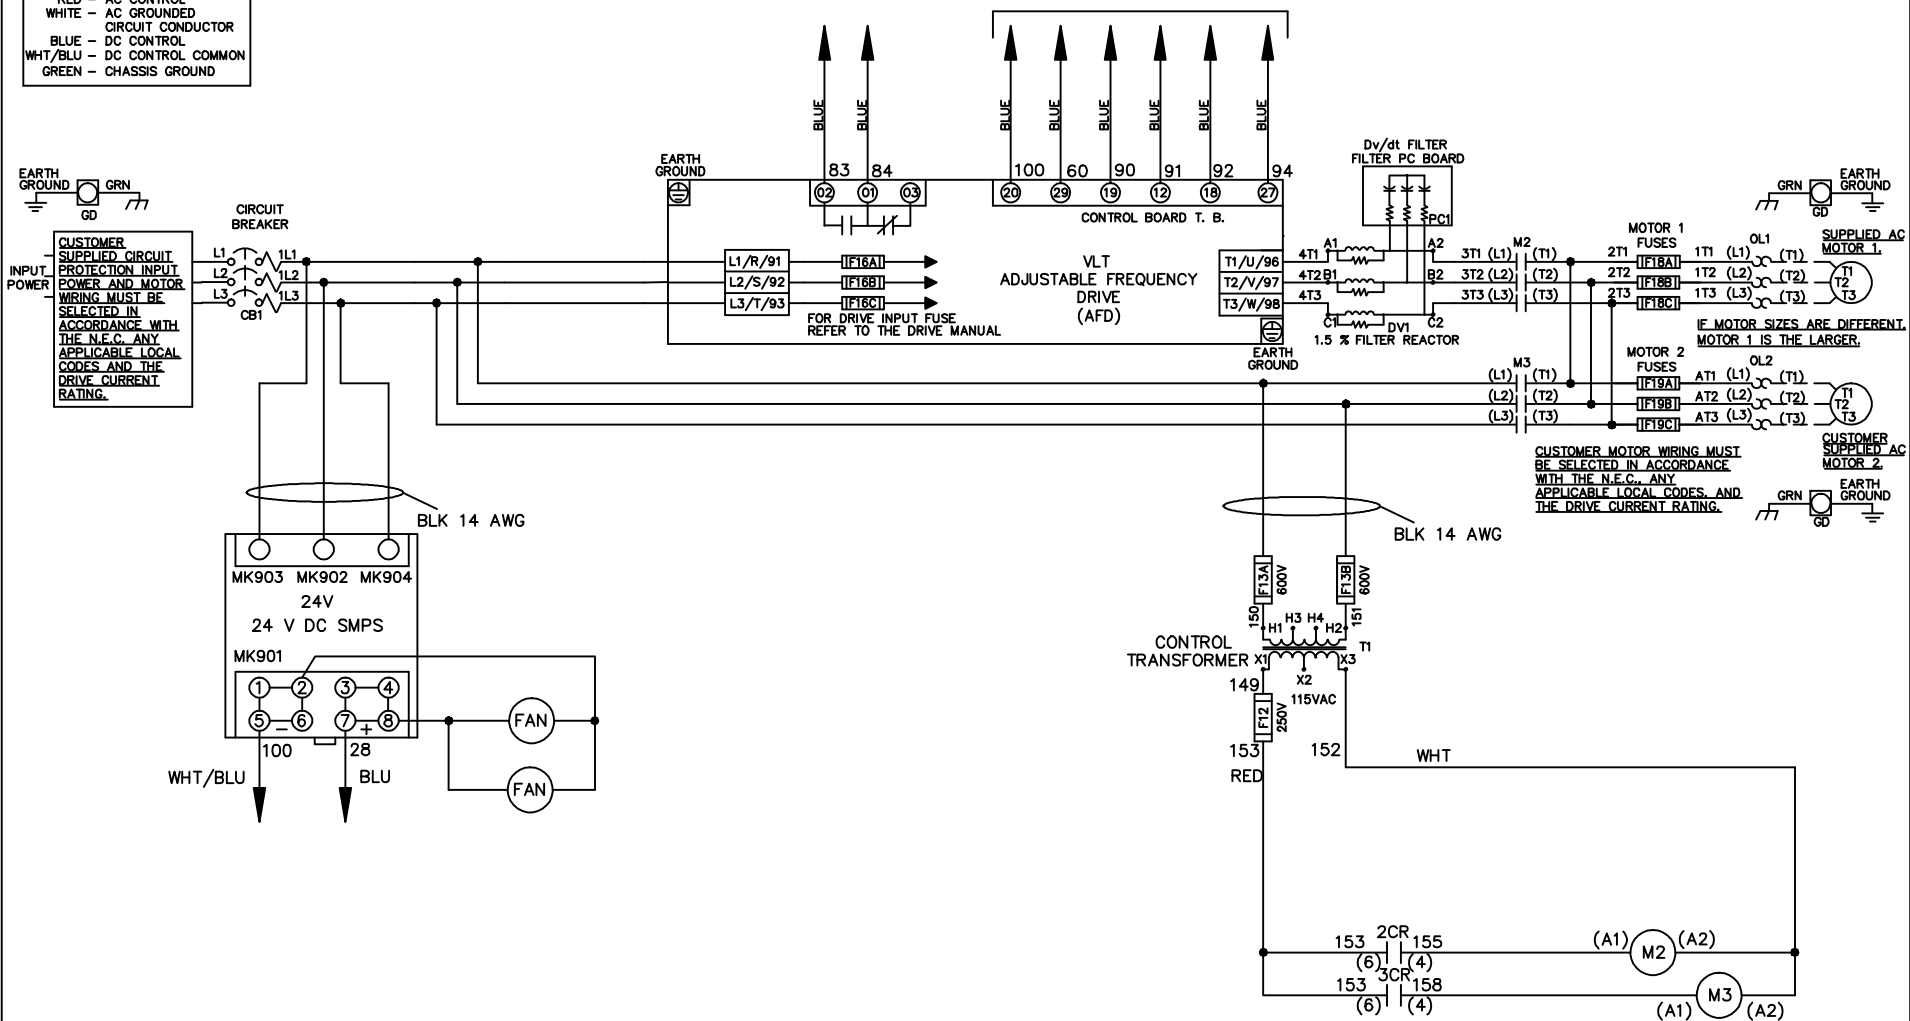 RED – AC CONTROL
WHITE – AC GROUNDED
CIRCUIT CONDUCTOR
BLUE – DC CONTROL
WHT/BLU – DC CONTROL COMMON
GREEN – CHASSIS GROUND
BLUE
BLUE
BLUE
BLUE
BLUE
BLUE
BLUE
BLUE
EARTH
GROUND
GRN
GD
CIRCUIT
BREAKER
INPUT
POWER
CUSTOMER
SUPPLIED CIRCUIT
PROTECTION INPUT
POWER AND MOTOR
WIRING MUST BE
SELECTED IN
ACCORDANCE WITH
THE N.E.C. ANY
APPLICABLE LOCAL
CODES AND THE
DRIVE CURRENT
RATING.
L1 1L1
L2 1L2
L3 1L3
CB1
EARTH
GROUND
83 84
02 01 03
100 60 90 91 92 94
20 29 19 12 18 27
CONTROL BOARD T. B.
L1/R/91 F16A
L2/S/92 F16B
L3/T/93 F16C
FOR DRIVE INPUT FUSE
REFER TO THE DRIVE MANUAL
VLT
ADJUSTABLE FREQUENCY
DRIVE
(AFD)
T1/U/96
T2/V/97
T3/W/98
EARTH
GROUND
Dv/dt FILTER
FILTER PC BOARD
PC1
4T1 A1 A2
4T2 B1 B2
4T3 C1 C2
DV1
1.5 % FILTER REACTOR
M2
3T1 (L1) (T1)
3T2 (L2) (T2)
3T3 (L3) (T3)
MOTOR 1
FUSES
2T1 F18A 1T1 (L1) (T1)
2T2 F18B 1T2 (L2) (T2)
2T3 F18C 1T3 (L3) (T3)
OL1
T1
T2
T3
GRN
GD
EARTH
GROUND
SUPPLIED AC
MOTOR 1.
IF MOTOR SIZES ARE DIFFERENT,
MOTOR 1 IS THE LARGER.
M3
(L1) (T1)
(L2) (T2)
(L3) (T3)
MOTOR 2
FUSES
F19A AT1 (L1) (T1)
F19B AT2 (L2) (T2)
F19C AT3 (L3) (T3)
OL2
T1
T2
T3
CUSTOMER
SUPPLIED AC
MOTOR 2.
CUSTOMER MOTOR WIRING MUST
BE SELECTED IN ACCORDANCE
WITH THE N.E.C., ANY
APPLICABLE LOCAL CODES, AND
THE DRIVE CURRENT RATING.
GRN
GD
EARTH
GROUND
BLK 14 AWG
MK903 MK902 MK904
24V
24 V DC SMPS
MK901
1 2 3 4
5 – 6 7 + 8
100 28
WHT/BLU BLU
FAN
FAN
BLK 14 AWG
F13A
600V
F13B
600V
150
151
H1 H3 H4 H2
T1
CONTROL
TRANSFORMER
X1 X3
X2
149
115VAC
F12
250V
153
RED
152
WHT
2CR
153 155
(6) (4)
(A1) M2 (A2)
3CR
153 158
(6) (4)
(A1) M3 (A2)